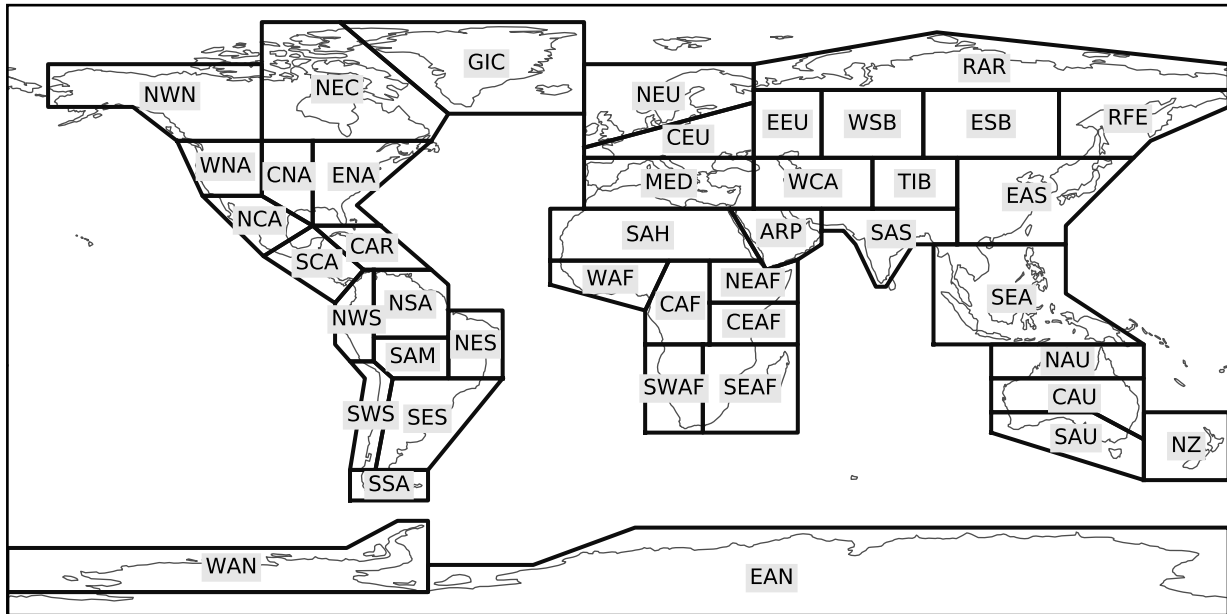 GIC
RAR
NWN
NEC
NEU
RFE
EEU
WSB
ESB
CEU
WNA
CNA
ENA
MED
WCA
TIB
EAS
NCA
CAR
SAH
ARP
SAS
SCA
WAF
NEAF
NSA
CAF
SEA
NWS
CEAF
NES
SAM
NAU
SWAF
SEAF
CAU
SWS
SES
SAU
NZ
SSA
WAN
EAN